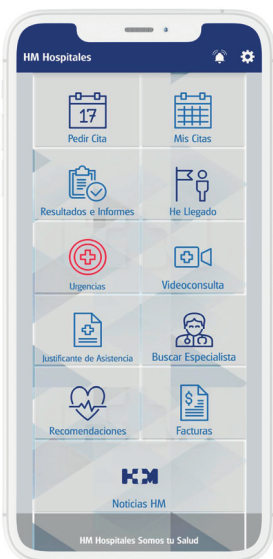 HM Hospitales
17
Pedir Cita
Mis Citas
Resultados e Informes
He Llegado
Urgencias
Videoconsulta
Justificante de Asistencia
Buscar Especialista
$
Recomendaciones
Facturas
HM
Noticias HM
HM Hospitales Somos tu Salud